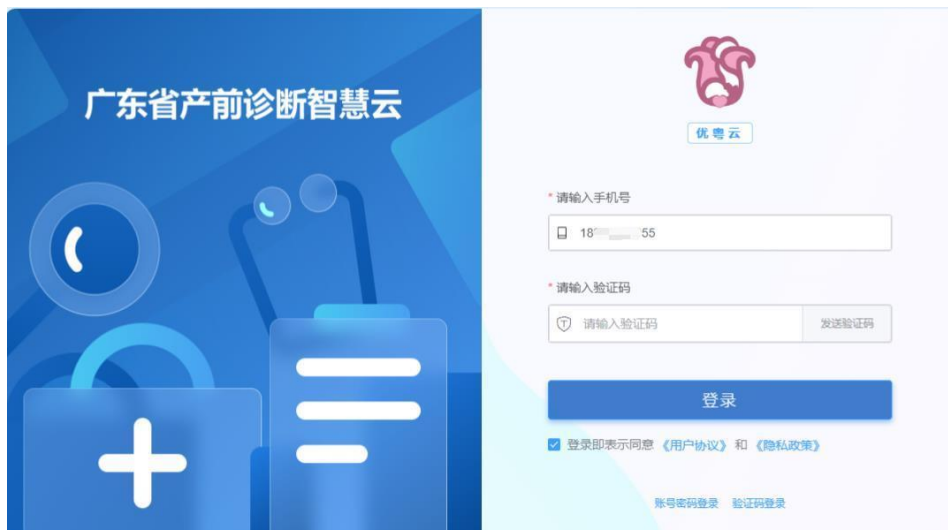 广东省产前诊断智慧云
优粤云
* 请输入手机号
18 55
* 请输入验证码
请输入验证码 发送验证码
登录
登录即表示同意 《用户协议》 和 《隐私政策》
账号密码登录 验证码登录